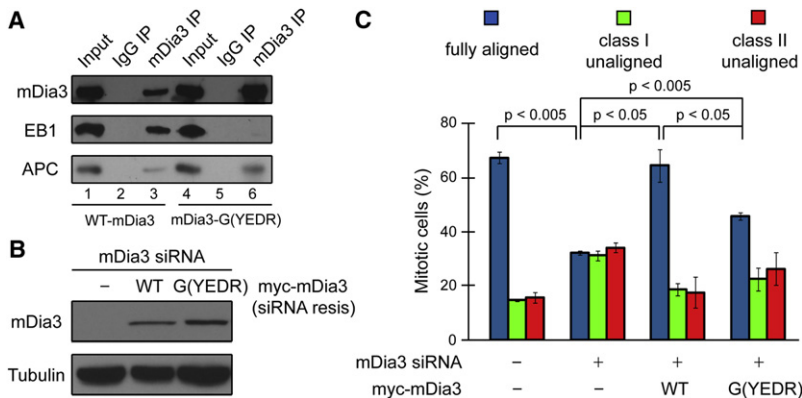 A
Input IgG IP mDia3 IP Input IgG IP mDia3 IP
mDia3
EB1
APC
1 2 3 4 5 6
WT-mDia3 mDia3-G(YEDR)
B
mDia3 siRNA
– WT G(YEDR) myc-mDia3
(siRNA resis)
mDia3
Tubulin
C
fully aligned
class I
unaligned
class II
unaligned
p < 0.005
p < 0.005 p < 0.05 p < 0.05
Mitotic cells (%)
80
60
40
20
0
mDia3 siRNA – + + +
myc-mDia3 – – WT G(YEDR)